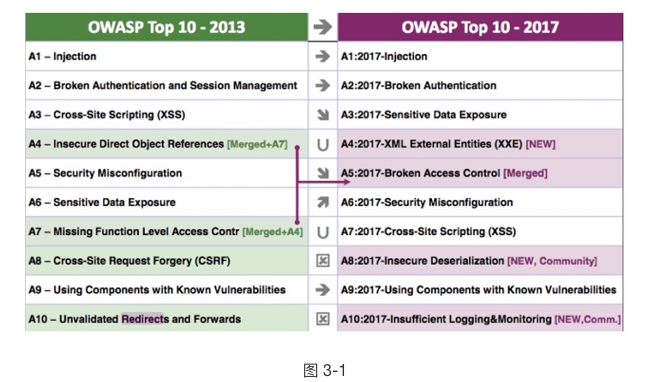 OWASP Top 10 - 2013 → OWASP Top 10 - 2017
A1 – Injection → A1:2017-Injection
A2 – Broken Authentication and Session Management → A2:2017-Broken Authentication
A3 – Cross-Site Scripting (XSS) A3:2017-Sensitive Data Exposure
A4 – Insecure Direct Object References [Merged+A7] U A4:2017-XML External Entities (XXE) [NEW]
A5 – Security Misconfiguration A5:2017-Broken Access Control [Merged]
A6 – Sensitive Data Exposure A6:2017-Security Misconfiguration
A7 – Missing Function Level Access Contr [Merged+A4] U A7:2017-Cross-Site Scripting (XSS)
A8 – Cross-Site Request Forgery (CSRF) A8:2017-Insecure Deserialization [NEW, Community]
A9 – Using Components with Known Vulnerabilities → A9:2017-Using Components with Known Vulnerabilities
A10 – Unvalidated Redirects and Forwards A10:2017-Insufficient Logging&Monitoring [NEW,Comm.]
图 3-1